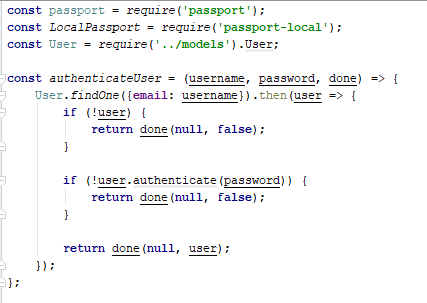 const passport = require('passport');
const LocalPassport = require('passport-local');
const User = require('../models').User;

const authenticateUser = (username, password, done) => {
    User.findOne({email: username}).then(user => {
        if (!user) {
            return done(null, false);
        }

        if (!user.authenticate(password)) {
            return done(null, false);
        }

        return done(null, user);
    });
};